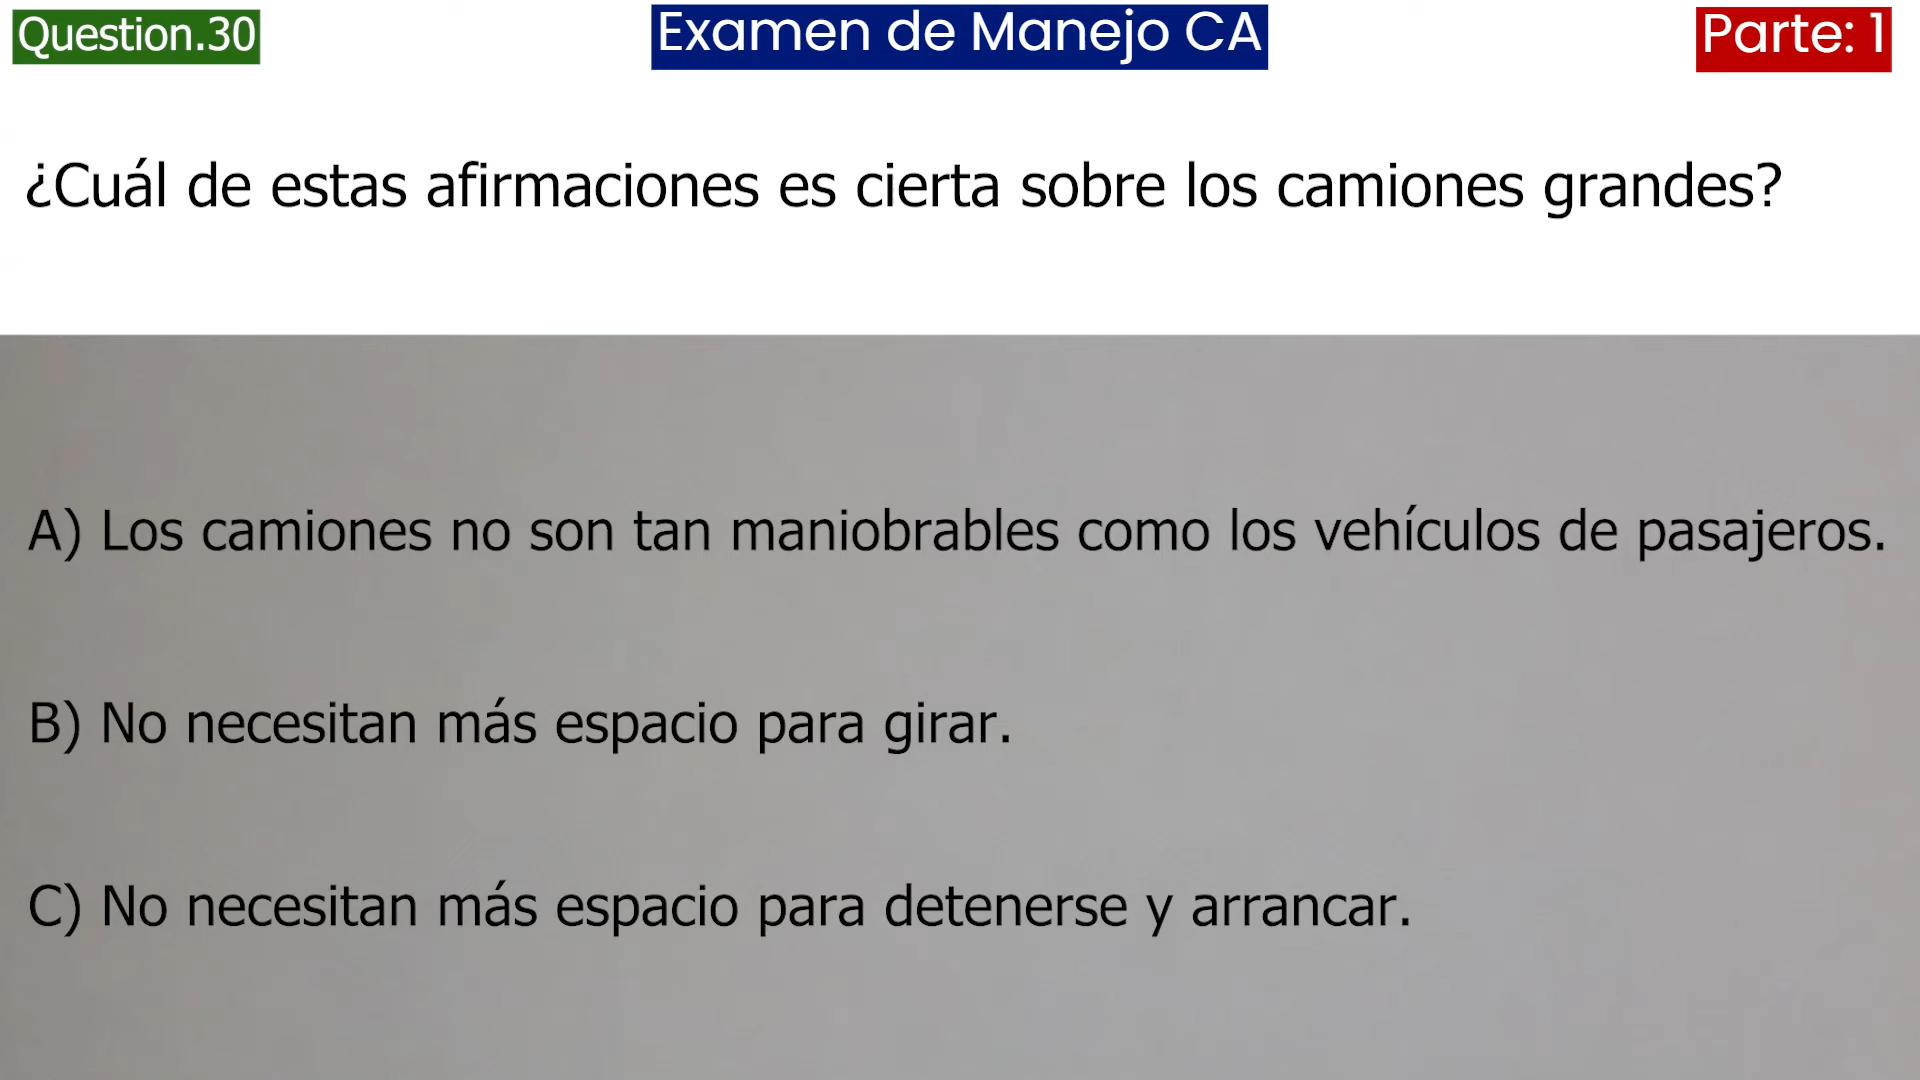 Question.30
Examen de Manejo CA
Parte: 1
¿Cuál de estas afirmaciones es cierta sobre los camiones grandes?
A) Los camiones no son tan maniobrables como los vehículos de pasajeros.
B) No necesitan más espacio para girar.
C) No necesitan más espacio para detenerse y arrancar.